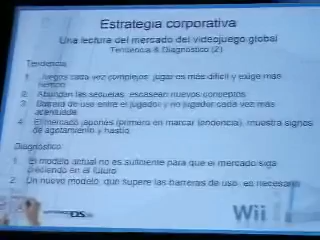 Estrategia corporativa
Una lectura del mercado del videojuego global
Tendencia & Diagnóstico (2)
Tendencia
1. Juegos cada vez complejos: jugar es más difícil y exige más
tiempo
2. Abundan las secuelas, escasean nuevos conceptos
3. de uso entre el jugador y no jugador cada vez más
acentuada
4. El mercado japonés (primero en marcar tendencia), muestra signos
de agotamiento y hastío
Diagnóstico
1. El modelo actual no es suficiente para que el mercado siga
creciendo en el futuro
2. Un nuevo modelo, que supere las barreras de uso, es necesario
NINTENDO DS
Wii